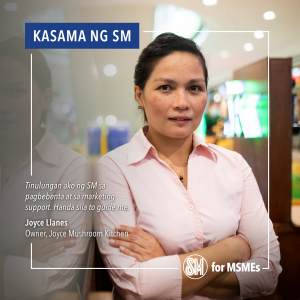 KASAMA NG SM
Tinulungan ako ng SM sa
pagbebenta at sa marketing
support. Handa sila to guide me.
Joyce Llanes
Owner, Joyce Mushroom Kitchen
SM for MSMEs